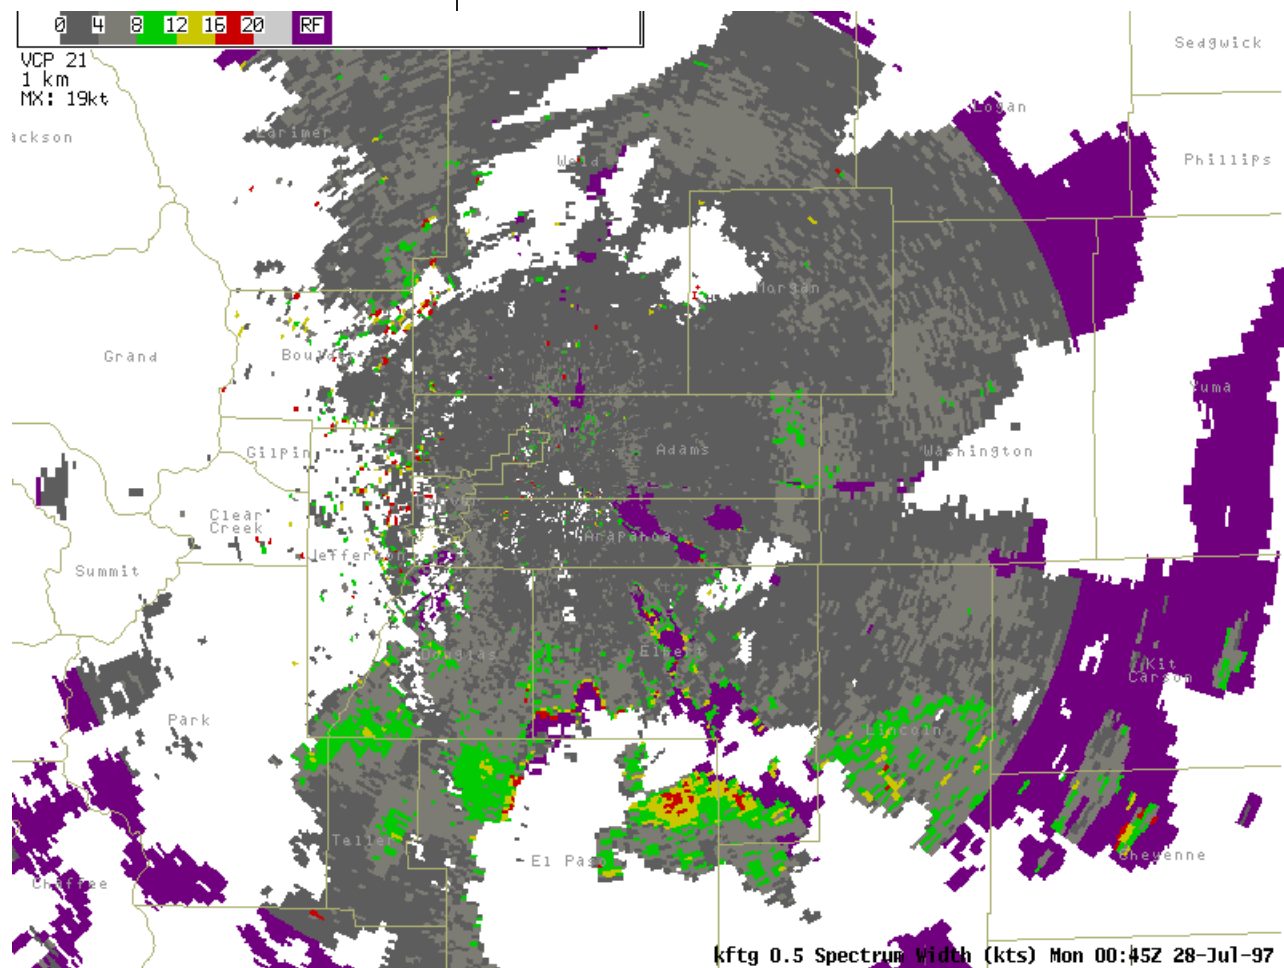 0 4 8 12 16 20 RF
VCP 21
1 km
MX: 19kt
Sedgwick
Logan
ackson
Larimer
Weld
Phillips
Morgan
Grand
Boulder
Yuma
Gilpin
Adams
Washington
Clear
Creek
Arapahoe
Jefferson
Summit
Elbert
Douglas
Kit
Carson
Park
Lincoln
Teller
El Paso
Cheyenne
Chaffee
kftg 0.5 Spectrum Width (kts) Mon 00:45Z 28-Jul-97